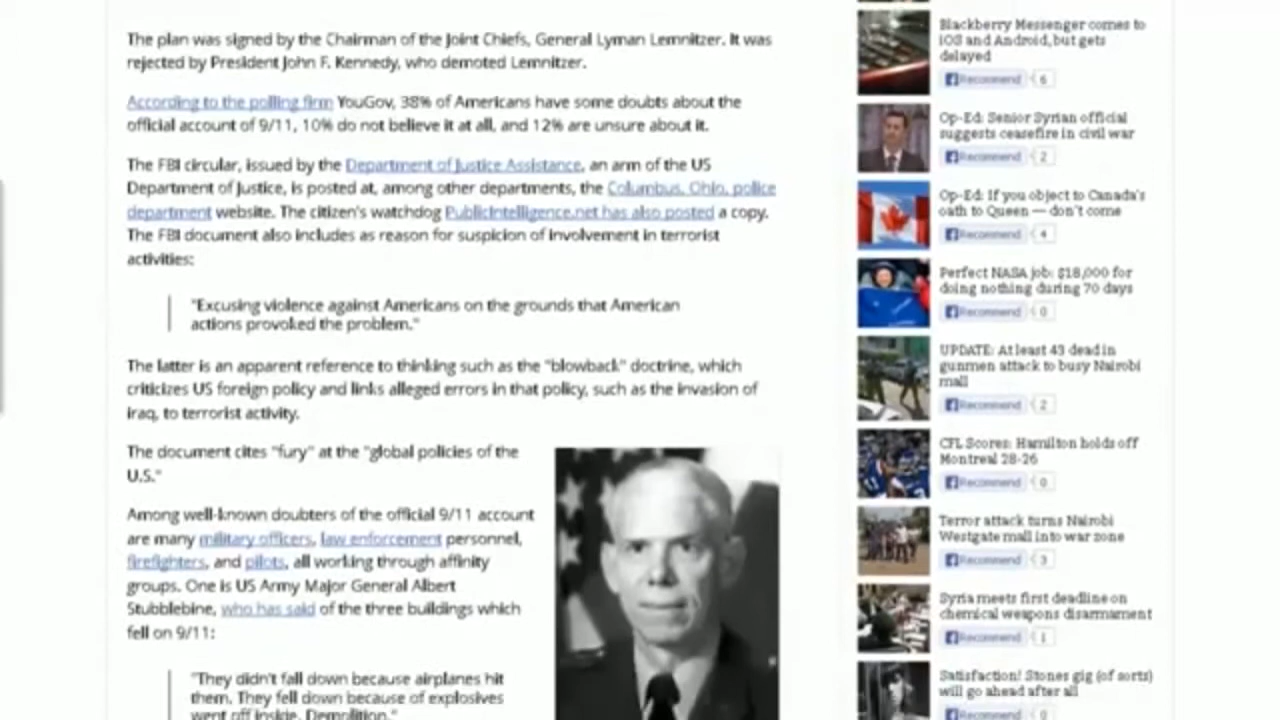 The plan was signed by the Chairman of the Joint Chiefs, General Lyman Lemnitzer. It was
rejected by President John F. Kennedy, who demoted Lemnitzer.
According to the polling firm YouGov, 38% of Americans have some doubts about the
official account of 9/11, 10% do not believe it at all, and 12% are unsure about it.
The FBI circular, issued by the Department of Justice Assistance, an arm of the US
Department of Justice, is posted at, among other departments, the Columbus, Ohio, police
department website. The citizen's watchdog PublicIntelligence.net has also posted a copy.
The FBI document also includes as reason for suspicion of involvement in terrorist
activities:
"Excusing violence against Americans on the grounds that American
actions provoked the problem."
The latter is an apparent reference to thinking such as the "blowback" doctrine, which
criticizes US foreign policy and links alleged errors in that policy, such as the invasion of
Iraq, to terrorist activity.
The document cites "fury" at the "global policies of the
U.S."
Among well-known doubters of the official 9/11 account
are many military officers, law enforcement personnel,
firefighters, and pilots, all working through affinity
groups. One is US Army Major General Albert
Stubblebine, who has said of the three buildings which
fell on 9/11:
"They didn't fall down because airplanes hit
them. They fell down because of explosives
went off inside. Demolition."
Blackberry Messenger comes to
iOS and Android, but gets
delayed
Recommend 6
Op-Ed: Senior Syrian official
suggests ceasefire in civil war
Recommend 2
Op-Ed: If you object to Canada's
oath to Queen — don't come
Recommend 4
Perfect NASA job: $18,000 for
doing nothing during 70 days
Recommend 0
UPDATE: At least 43 dead in
gunmen attack to busy Nairobi
mall
Recommend 2
CFL Scores: Hamilton holds off
Montreal 28-26
Recommend 0
Terror attack turns Nairobi
Westgate mall into war zone
Recommend 3
Syria meets first deadline on
chemical weapons disarmament
Recommend 1
Satisfaction! Stones gig (of sorts)
will go ahead after all
Recommend 0